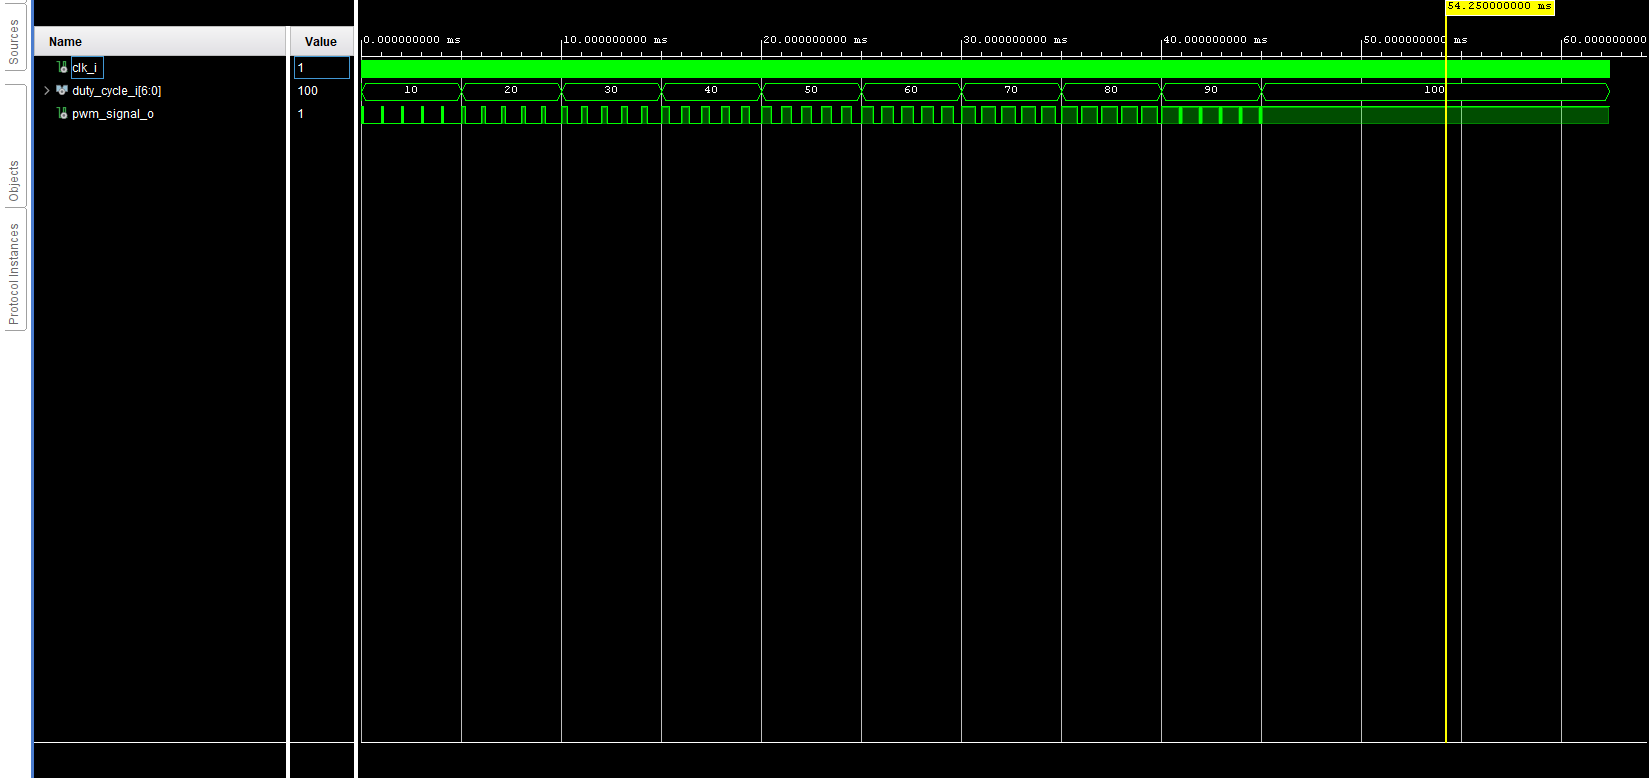 54.250000000 ms
Sources
Objects
Protocol Instances
Name Value
0.000000000 ms 10.000000000 ms 20.000000000 ms 30.000000000 ms 40.000000000 ms 50.000000000 ms 60.00000000
clk_i 1
duty_cycle_i[6:0] 100 10 20 30 40 50 60 70 80 90 100
pwm_signal_o 1